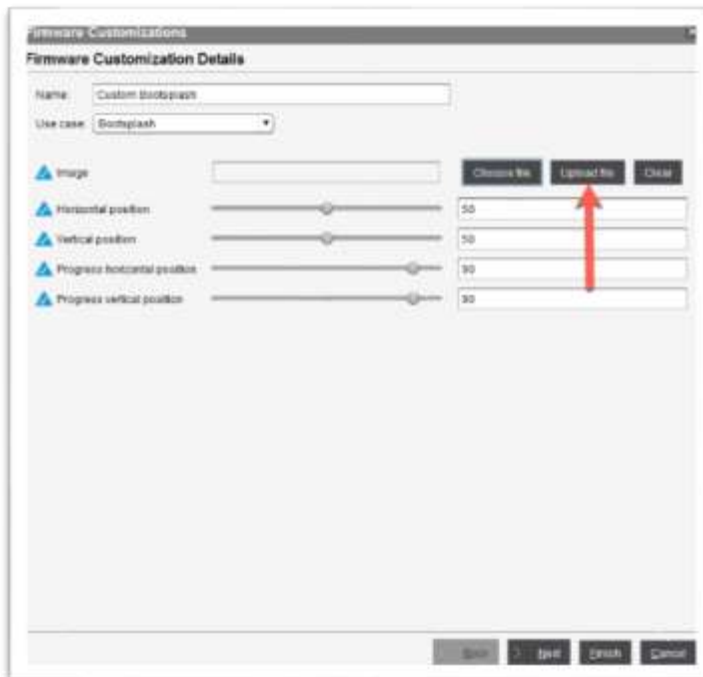 Firmware Customizations
Firmware Customization Details
Name: Custom Bootsplash
Use case: Bootsplash
Image Choose file Upload file Clear
Horizontal position 50
Vertical position 50
Progress horizontal position 90
Progress vertical position 90
Back Next Finish Cancel